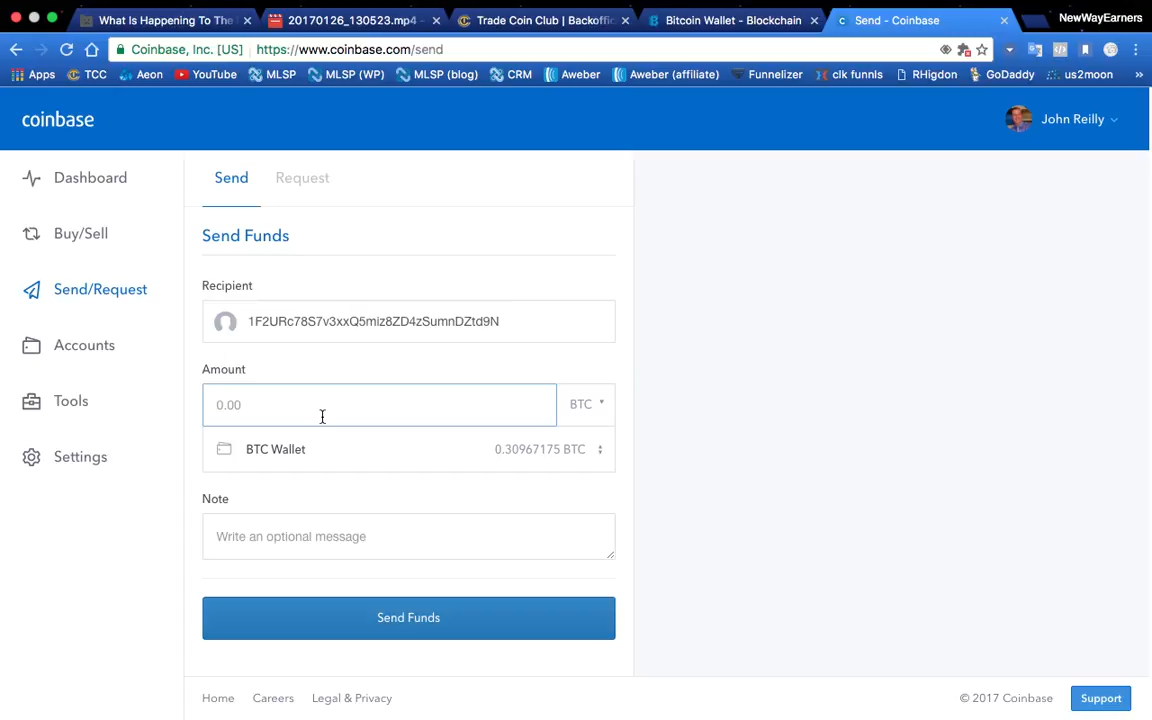 What Is Happening To The
20170126_130523.mp4 -
Trade Coin Club | Backoffic
Bitcoin Wallet - Blockchain
Send - Coinbase
NewWayEarners
Coinbase, Inc. [US]
https://www.coinbase.com/send
Apps
TCC
Aeon
YouTube
MLSP
MLSP (WP)
MLSP (blog)
CRM
Aweber
Aweber (affiliate)
Funnelizer
clk funnls
RHigdon
GoDaddy
us2moon
»
coinbase
John Reilly
Dashboard
Buy/Sell
Send/Request
Accounts
Tools
Settings
Send
Request
Send Funds
Recipient
1F2URc78S7v3xxQ5miz8ZD4zSumnDZtd9N
Amount
0.00
BTC
BTC Wallet
0.30967175 BTC
Note
Write an optional message
Send Funds
Home
Careers
Legal & Privacy
© 2017 Coinbase
Support